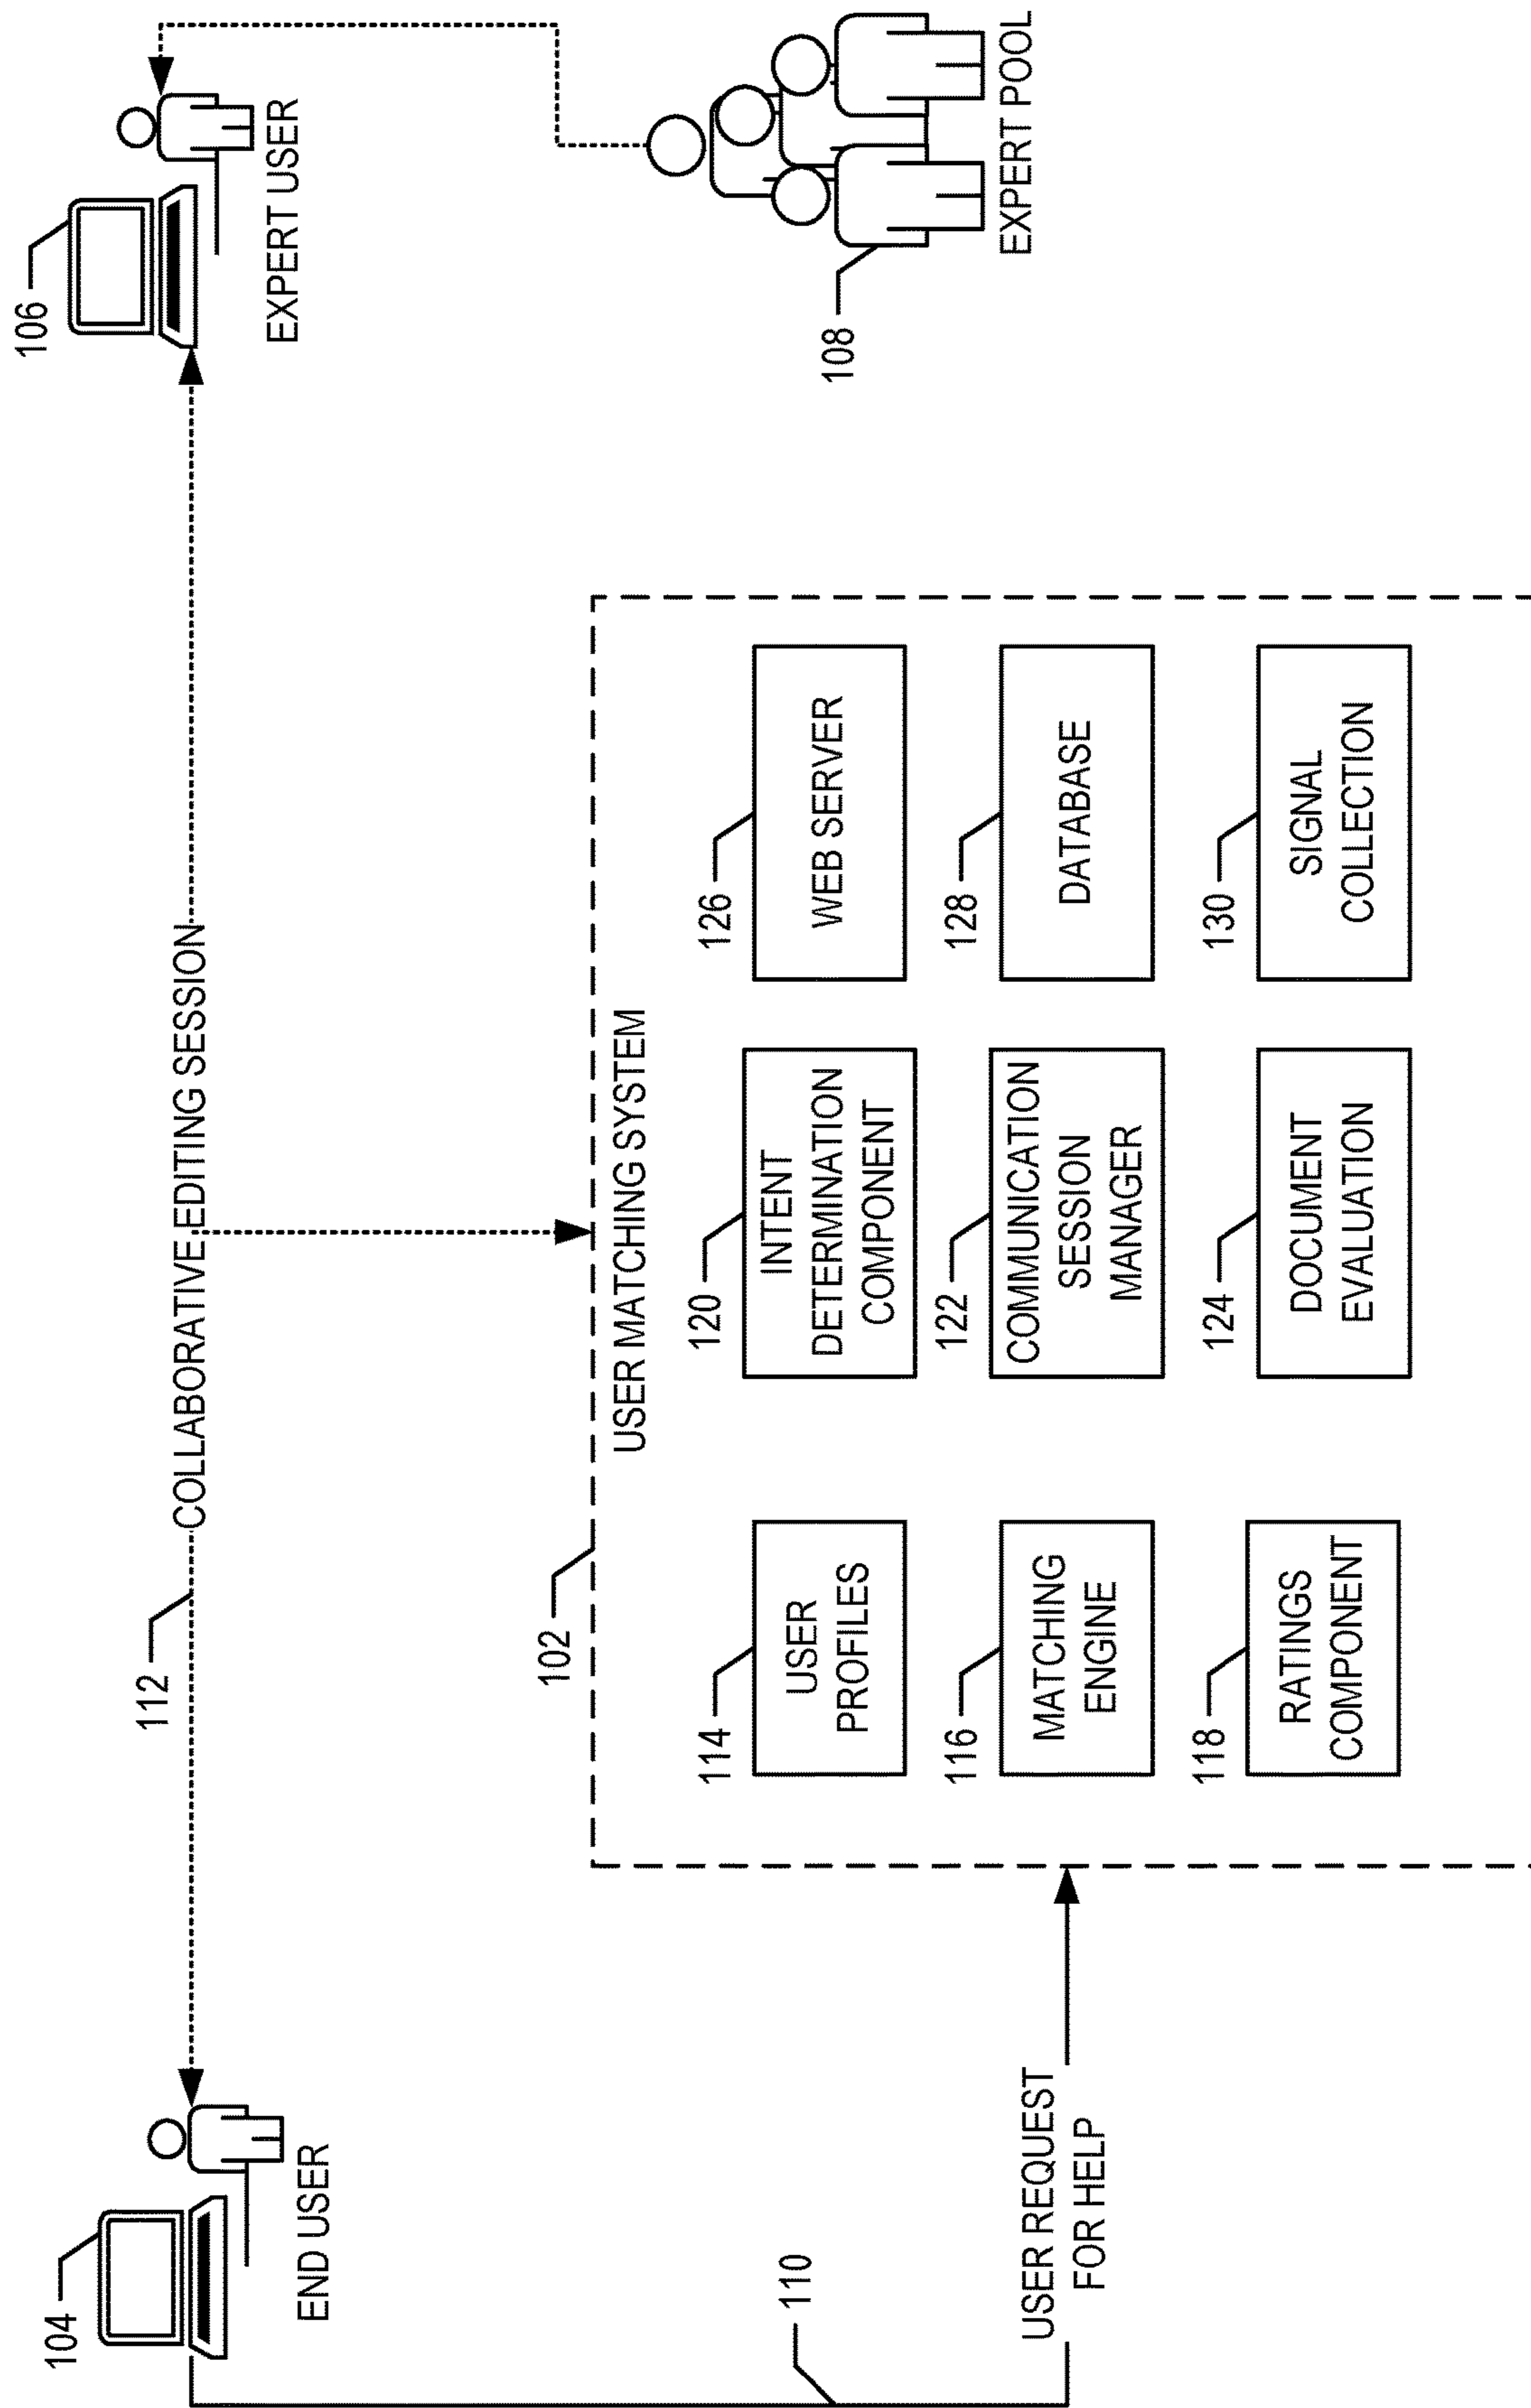 104
END USER
112
COLLABORATIVE EDITING SESSION
106
EXPERT USER
110
USER REQUEST
FOR HELP
102
USER MATCHING SYSTEM
114
USER
PROFILES
120
INTENT
DETERMINATION
COMPONENT
126
WEB SERVER
116
MATCHING
ENGINE
122
COMMUNICATION
SESSION
MANAGER
128
DATABASE
118
RATINGS
COMPONENT
124
DOCUMENT
EVALUATION
130
SIGNAL
COLLECTION
108
EXPERT POOL